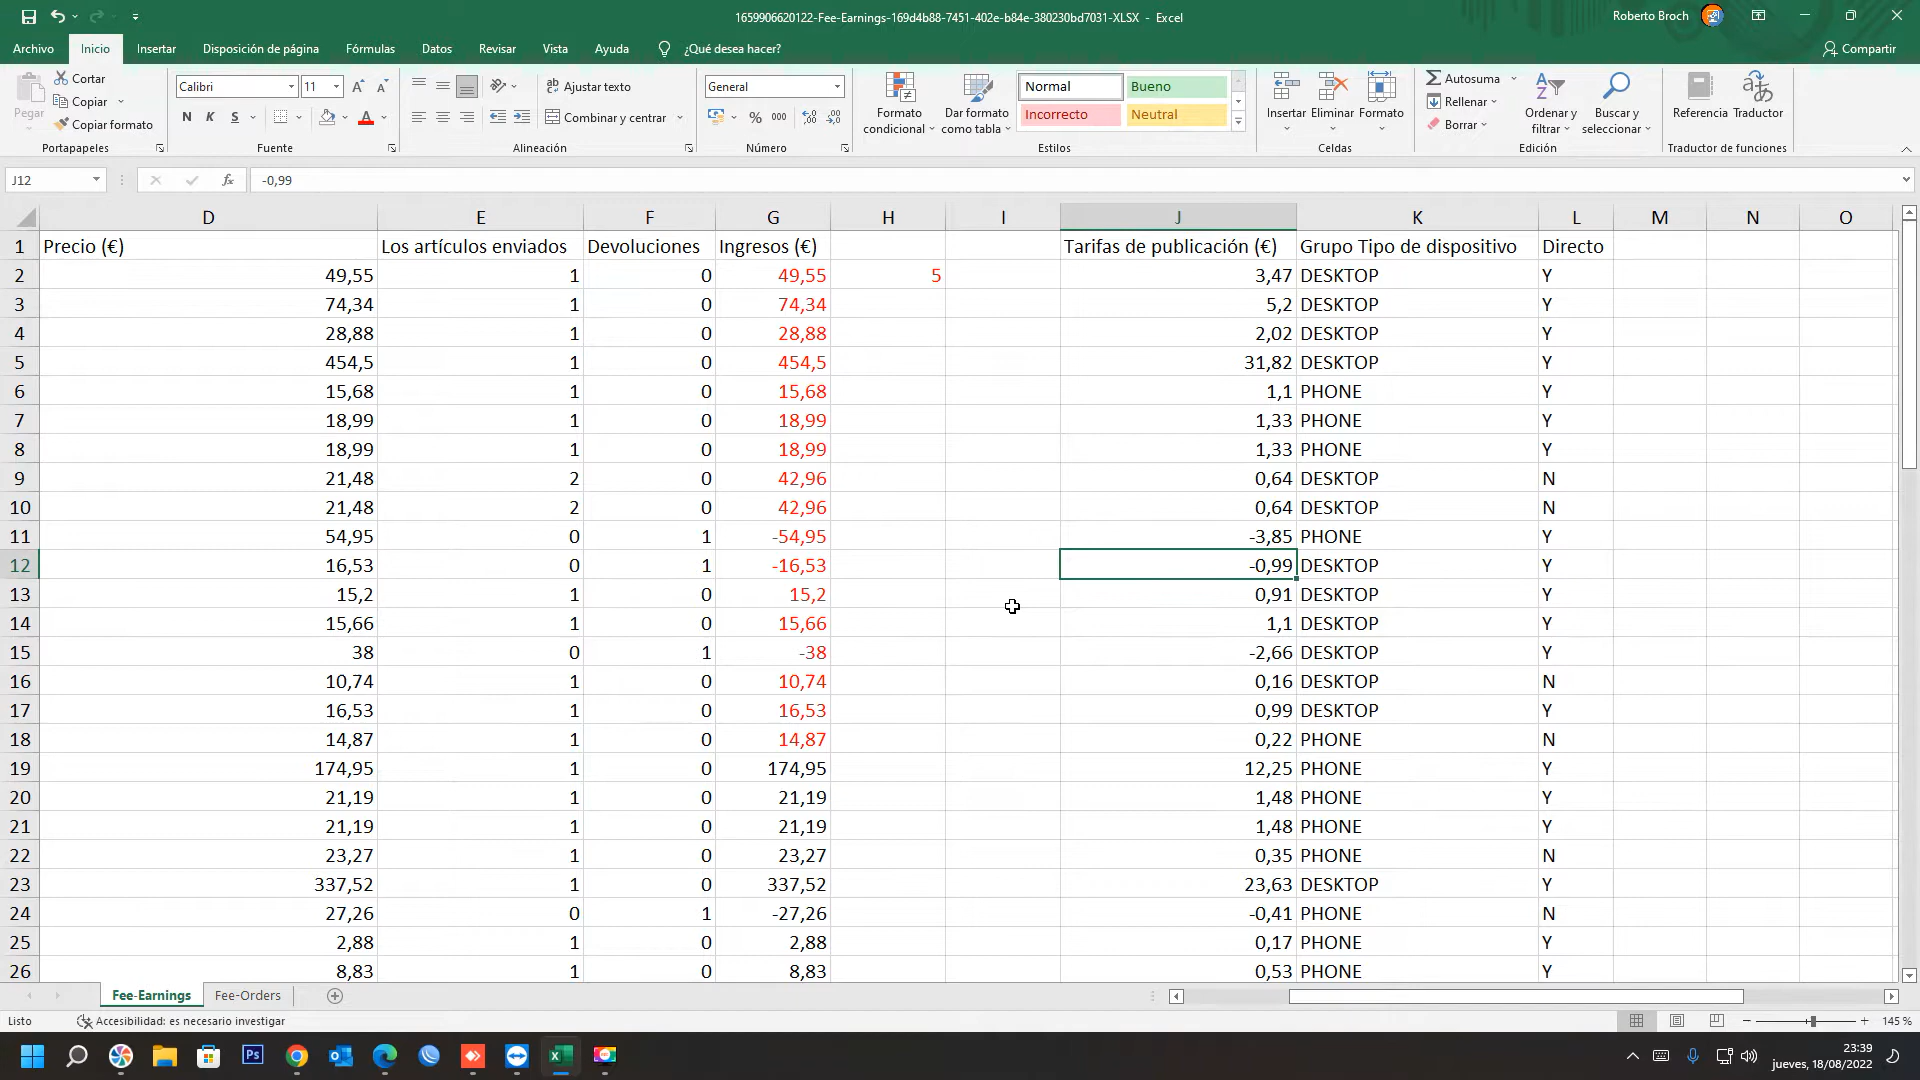 1659906620122-Fee-Earnings-169d4b88-7451-402e-b84e-380230bd7031-XLSX - Excel
Roberto Broch
Archivo Inicio Insertar Disposición de página Fórmulas Datos Revisar Vista Ayuda ¿Qué desea hacer? Compartir
Pegar
Cortar
Copiar
Copiar formato
Portapapeles
Calibri 11
N K S
Fuente
Ajustar texto
Combinar y centrar
Alineación
General
% 000
Número
Formato condicional
Dar formato como tabla
Normal Bueno
Incorrecto Neutral
Estilos
Insertar Eliminar Formato
Celdas
Autosuma
Rellenar
Borrar
Ordenar y filtrar
Buscar y seleccionar
Edición
Referencia Traductor
Traductor de funciones
J12 fx -0,99
D E F G H I J K L M N O
1 Precio (€) Los artículos enviados Devoluciones Ingresos (€) Tarifas de publicación (€) Grupo Tipo de dispositivo Directo
2 49,55 1 0 49,55 5 3,47 DESKTOP Y
3 74,34 1 0 74,34 5,2 DESKTOP Y
4 28,88 1 0 28,88 2,02 DESKTOP Y
5 454,5 1 0 454,5 31,82 DESKTOP Y
6 15,68 1 0 15,68 1,1 PHONE Y
7 18,99 1 0 18,99 1,33 PHONE Y
8 18,99 1 0 18,99 1,33 PHONE Y
9 21,48 2 0 42,96 0,64 DESKTOP N
10 21,48 2 0 42,96 0,64 DESKTOP N
11 54,95 0 1 -54,95 -3,85 PHONE Y
12 16,53 0 1 -16,53 -0,99 DESKTOP Y
13 15,2 1 0 15,2 0,91 DESKTOP Y
14 15,66 1 0 15,66 1,1 DESKTOP Y
15 38 0 1 -38 -2,66 DESKTOP Y
16 10,74 1 0 10,74 0,16 DESKTOP N
17 16,53 1 0 16,53 0,99 DESKTOP Y
18 14,87 1 0 14,87 0,22 PHONE N
19 174,95 1 0 174,95 12,25 PHONE Y
20 21,19 1 0 21,19 1,48 PHONE Y
21 21,19 1 0 21,19 1,48 PHONE Y
22 23,27 1 0 23,27 0,35 PHONE N
23 337,52 1 0 337,52 23,63 DESKTOP Y
24 27,26 0 1 -27,26 -0,41 PHONE N
25 2,88 1 0 2,88 0,17 PHONE Y
26 8,83 1 0 8,83 0,53 PHONE Y
Fee-Earnings Fee-Orders
Listo Accesibilidad: es necesario investigar 145 %
Ps
23:39
jueves, 18/08/2022